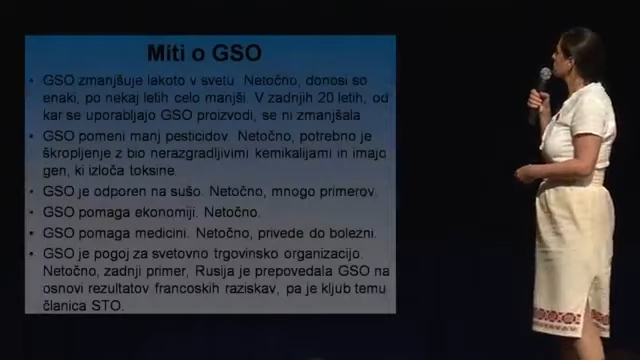 Miti o GSO
• GSO zmanjšuje lakoto v svetu. Netočno, donosi so
enaki, po nekaj letih celo manjši. V zadnjih 20 letih, od
kar se uporabljajo GSO proizvodi, se ni zmanjšala
• GSO pomeni manj pesticidov. Netočno, potrebno je
škropljenje z bio nerazgradljivimi kemikalijami in imajo
gen, ki izloča toksine.
• GSO je odporen na sušo. Netočno, mnogo primerov.
• GSO pomaga ekonomiji. Netočno.
• GSO pomaga medicini. Netočno, privede do bolezni.
• GSO je pogoj za svetovno trgovinsko organizacijo.
Netočno, zadnji primer, Rusija je prepovedala GSO na
osnovi rezultatov francoskih raziskav, pa je kljub temu
članica STO.